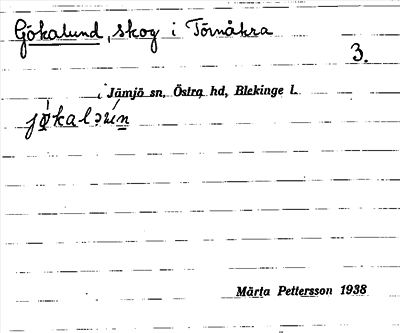 Gökalund, skog i Törnåkra
3.
i Jämjö sn, Östra hd, Blekinge l.
Märta Pettersson 1938